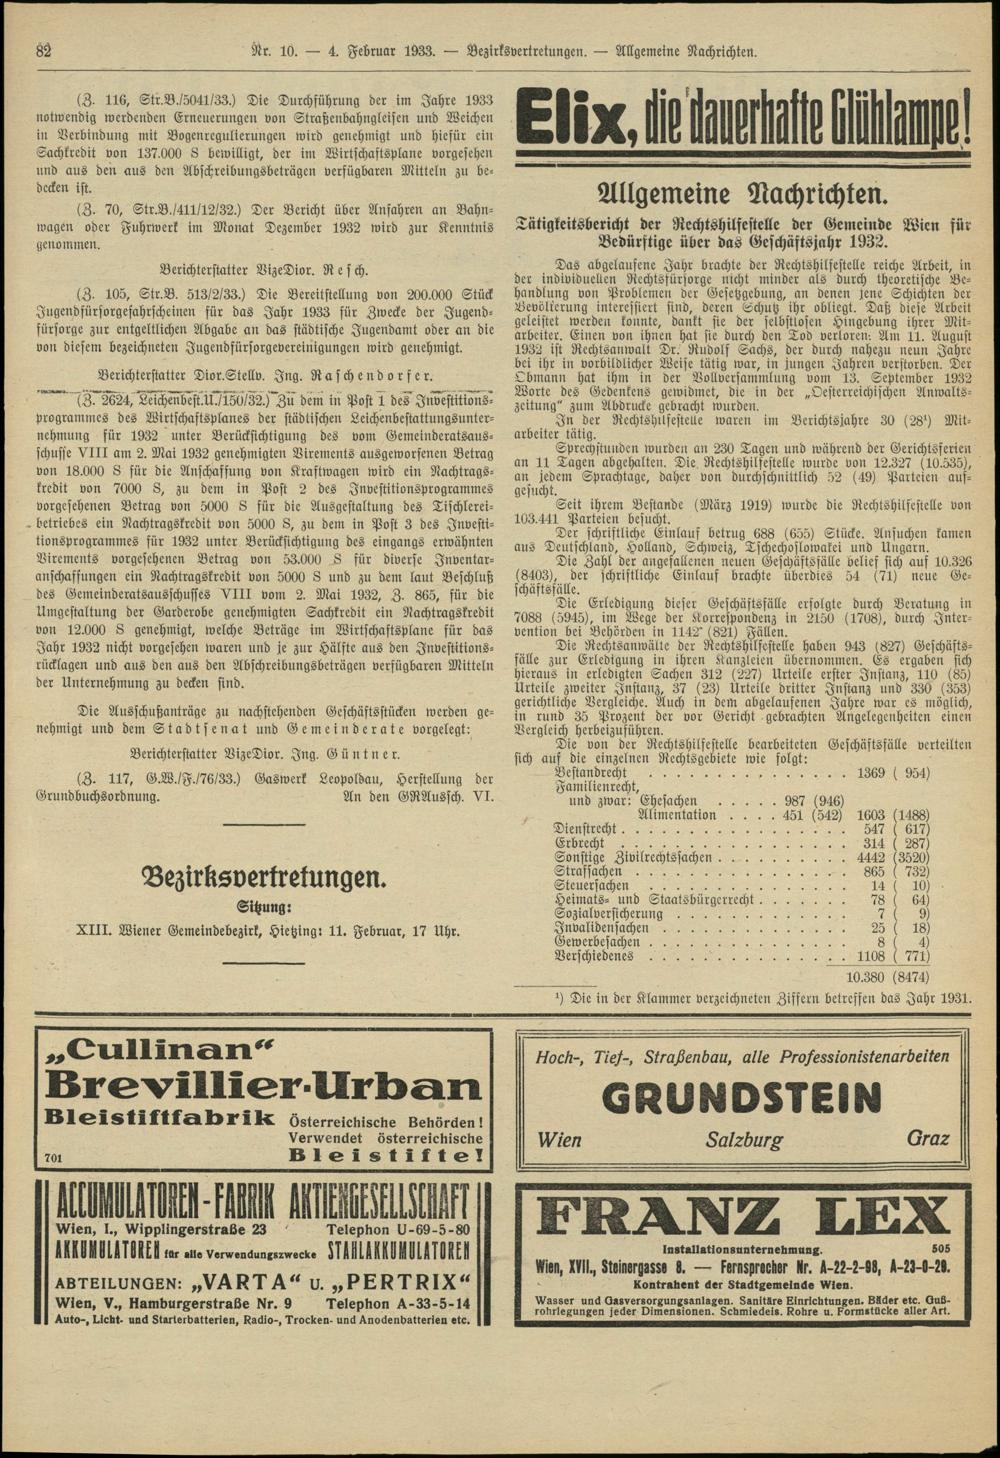 82
Nr. 10. — 4. Februar 1933. — Bezirksvertretungen. — Allgemeine Nachrichten.
(Z. 116, Str.B./5041/33.) Die Durchführung der im Jahre 1933
notwendig werdenden Erneuerungen von Straßenbahngleisen und Weichen
in Verbindung mit Bogenregulierungen wird genehmigt und hiefür ein
Sachkredit von 137.000 S bewilligt, der im Wirtschaftsplane vorgesehen
und aus den aus den Abschreibungsbeträgen verfügbaren Mitteln zu be-
decken ist.
(Z. 70, Str.B./411/12/32.) Der Bericht über Anfahren an Bahn-
wagen oder Fuhrwerk im Monat Dezember 1932 wird zur Kenntnis
genommen.
Berichterstatter VizeDior. Resch.
(Z. 105, Str.B. 513/2/33.) Die Bereitstellung von 200.000 Stück
Jugendfürsorgefahrscheinen für das Jahr 1933 für Zwecke der Jugend-
fürsorge zur entgeltlichen Abgabe an das städtische Jugendamt oder an die
von diesem bezeichneten Jugendfürsorgevereinigungen wird genehmigt.
Berichterstatter Dior.Stellv. Ing. Raschendorfer.
(Z. 2624, Leichenbest.U./150/32.) Zu dem in Post 1 des Investitions-
programmes des Wirtschaftsplanes der städtischen Leichenbestattungsunter-
nehmung für 1932 unter Berücksichtigung des vom Gemeinderatsaus-
schusse VIII am 2. Mai 1932 genehmigten Virements ausgeworfenen Betrag
von 18.000 S für die Anschaffung von Kraftwagen wird ein Nachtrags-
kredit von 7000 S, zu dem in Post 2 des Investitionsprogrammes
vorgesehenen Betrag von 5000 S für die Ausgestaltung des Tischlerei-
betriebes ein Nachtragskredit von 5000 S, zu dem in Post 3 des Investi-
tionsprogrammes für 1932 unter Berücksichtigung des eingangs erwähnten
Virements vorgesehenen Betrag von 53.000 S für diverse Inventar-
anschaffungen ein Nachtragskredit von 5000 S und zu dem laut Beschluß
des Gemeinderatsausschusses VIII vom 2. Mai 1932, Z. 865, für die
Umgestaltung der Garderobe genehmigten Sachkredit ein Nachtragskredit
von 12.000 S genehmigt, welche Beträge im Wirtschaftsplane für das
Jahr 1932 nicht vorgesehen waren und je zur Hälfte aus den Investitions-
rücklagen und aus den aus den Abschreibungsbeträgen verfügbaren Mitteln
der Unternehmung zu decken sind.
Die Ausschußanträge zu nachstehenden Geschäftsstücken werden ge-
nehmigt und dem Stadtsenat und Gemeinderate vorgelegt:
Berichterstatter VizeDior. Ing. Güntner.
(Z. 117, G.W./F./76/33.) Gaswerk Leopoldau, Herstellung der
Grundbuchsordnung. An den GRAussch. VI.
Bezirksvertretungen.
Sitzung:
XIII. Wiener Gemeindebezirk, Hietzing: 11. Februar, 17 Uhr.
Elix, die dauerhafte Glühlampe!
Allgemeine Nachrichten.
Tätigkeitsbericht der Rechtshilfestelle der Gemeinde Wien für
Bedürftige über das Geschäftsjahr 1932.
Das abgelaufene Jahr brachte der Rechtshilfestelle reiche Arbeit, in
der individuellen Rechtsfürsorge nicht minder als durch theoretische Be-
handlung von Problemen der Gesetzgebung, an denen jene Schichten der
Bevölkerung interessiert sind, deren Schutz ihr obliegt. Daß diese Arbeit
geleistet werden konnte, dankt sie der selbstlosen Hingebung ihrer Mit-
arbeiter. Einen von ihnen hat sie durch den Tod verloren: Am 11. August
1932 ist Rechtsanwalt Dr. Rudolf Sachs, der durch nahezu neun Jahre
bei ihr in vorbildlicher Weise tätig war, in jungen Jahren verstorben. Der
Obmann hat ihm in der Vollversammlung vom 13. September 1932
Worte des Gedenkens gewidmet, die in der „Oesterreichischen Anwalts-
zeitung" zum Abdrucke gebracht wurden.
In der Rechtshilfestelle waren im Berichtsjahre 30 (28¹) Mit-
arbeiter tätig.
Sprechstunden wurden an 230 Tagen und während der Gerichtsferien
an 11 Tagen abgehalten. Die Rechtshilfestelle wurde von 12.327 (10.535),
an jedem Sprachtage, daher von durchschnittlich 52 (49) Parteien auf-
gesucht.
Seit ihrem Bestande (März 1919) wurde die Rechtshilfestelle von
103.441 Parteien besucht.
Der schriftliche Einlauf betrug 688 (655) Stücke. Ansuchen kamen
aus Deutschland, Holland, Schweiz, Tschechoslowakei und Ungarn.
Die Zahl der angefallenen neuen Geschäftsfälle belief sich auf 10.326
(8403), der schriftliche Einlauf brachte überdies 54 (71) neue Ge-
schäftsfälle.
Die Erledigung dieser Geschäftsfälle erfolgte durch Beratung in
7088 (5945), im Wege der Korrespondenz in 2150 (1708), durch Inter-
vention bei Behörden in 1142 (821) Fällen.
Die Rechtsanwälte der Rechtshilfestelle haben 943 (827) Geschäfts-
fälle zur Erledigung in ihren Kanzleien übernommen. Es ergaben sich
hieraus in erledigten Sachen 312 (227) Urteile erster Instanz, 110 (85)
Urteile zweiter Instanz, 37 (23) Urteile dritter Instanz und 330 (353)
gerichtliche Vergleiche. Auch in dem abgelaufenen Jahre war es möglich,
in rund 35 Prozent der vor Gericht gebrachten Angelegenheiten einen
Vergleich herbeizuführen.
Die von der Rechtshilfestelle bearbeiteten Geschäftsfälle verteilten
sich auf die einzelnen Rechtsgebiete wie folgt:
Bestandrecht . . . . . . . . . . . . . 1369 ( 954)
Familienrecht,
und zwar: Ehesachen . . . . . 987 (946)
Alimentation . . . . 451 (542) 1603 (1488)
Dienstrecht . . . . . . . . . . . . . . 547 ( 617)
Erbrecht . . . . . . . . . . . . . . 314 ( 287)
Sonstige Zivilrechtssachen . . . . . . . . . 4442 (3520)
Strafsachen . . . . . . . . . . . . . 865 ( 732)
Steuersachen . . . . . . . . . . . . . 14 ( 10)
Heimats- und Staatsbürgerrecht . . . . . . . 78 ( 64)
Sozialversicherung . . . . . . . . . . . 7 ( 9)
Invalidensachen . . . . . . . . . . . . 25 ( 18)
Gewerbesachen . . . . . . . . . . . . 8 ( 4)
Verschiedenes . . . . . . . . . . . . . 1108 ( 771)
10.380 (8474)
¹) Die in der Klammer verzeichneten Ziffern betreffen das Jahr 1931.
„Cullinan"
Brevillier-Urban
Bleistiftfabrik
Österreichische Behörden!
Verwendet österreichische
701
Bleistifte!
ACCUMULATOREN-FABRIK AKTIENGESELLSCHAFT
Wien, I., Wipplingerstraße 23 Telephon U-69-5-80
AKKUMULATOREN für alle Verwendungszwecke STAHLAKKUMULATOREN
ABTEILUNGEN: „VARTA" U. „PERTRIX"
Wien, V., Hamburgerstraße Nr. 9 Telephon A-33-5-14
Auto-, Licht- und Starterbatterien, Radio-, Trocken- und Anodenbatterien etc.
Hoch-, Tief-, Straßenbau, alle Professionistenarbeiten
GRUNDSTEIN
Wien Salzburg Graz
FRANZ LEX
Installationsunternehmung. 505
Wien, XVII., Steinergasse 8. — Fernsprecher Nr. A-22-2-98, A-23-0-29.
Kontrahent der Stadtgemeinde Wien.
Wasser und Gasversorgungsanlagen. Sanitäre Einrichtungen. Bäder etc. Guß-
rohrlegungen jeder Dimensionen. Schmiedeis. Rohre u. Formstücke aller Art.